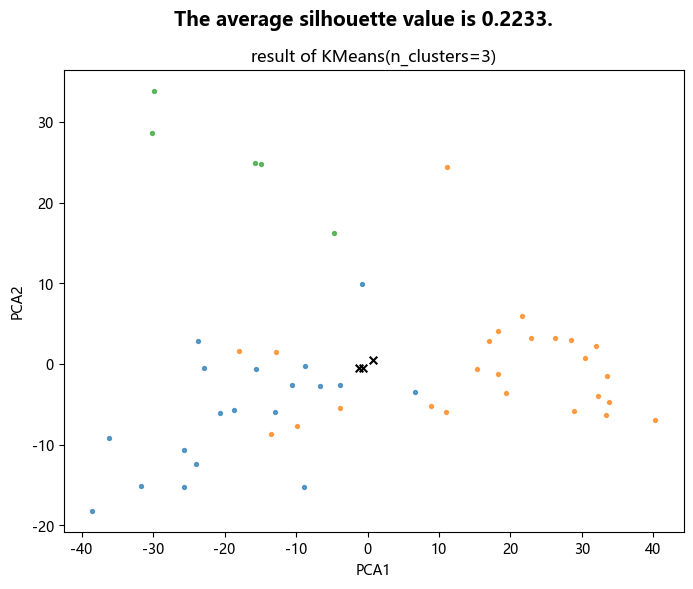 The average silhouette value is 0.2233.
result of KMeans(n_clusters=3)
PCA2
30
20
10
0
-10
-20
-40 -30 -20 -10 0 10 20 30 40
PCA1